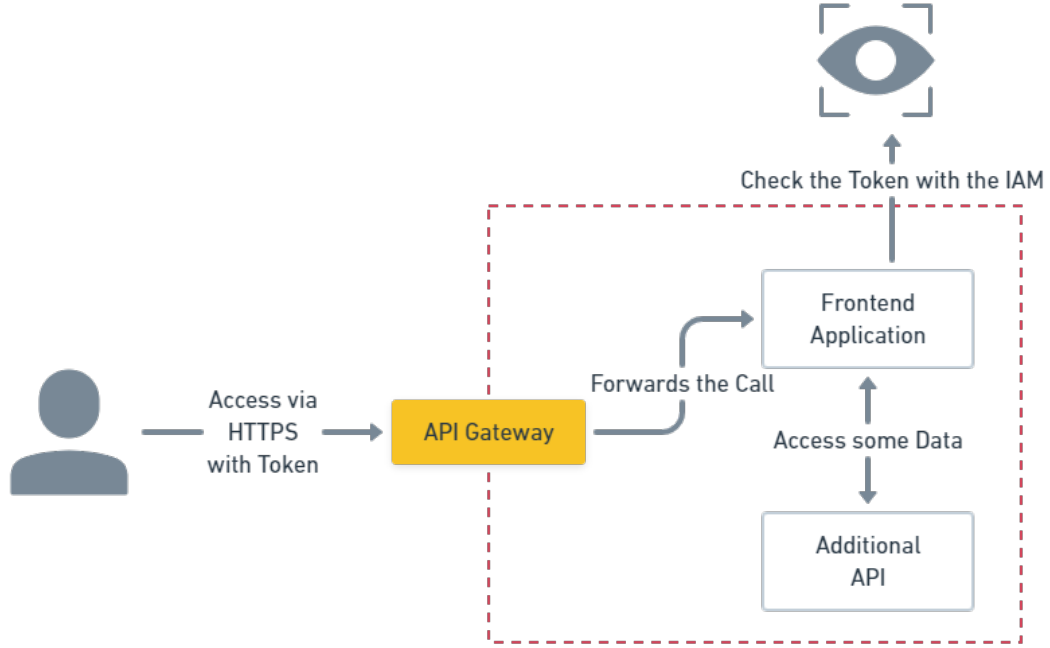 Check the Token with the IAM
Frontend
Application
Forwards the Call
Access via
HTTPS
with Token
API Gateway
Access some Data
Additional
API